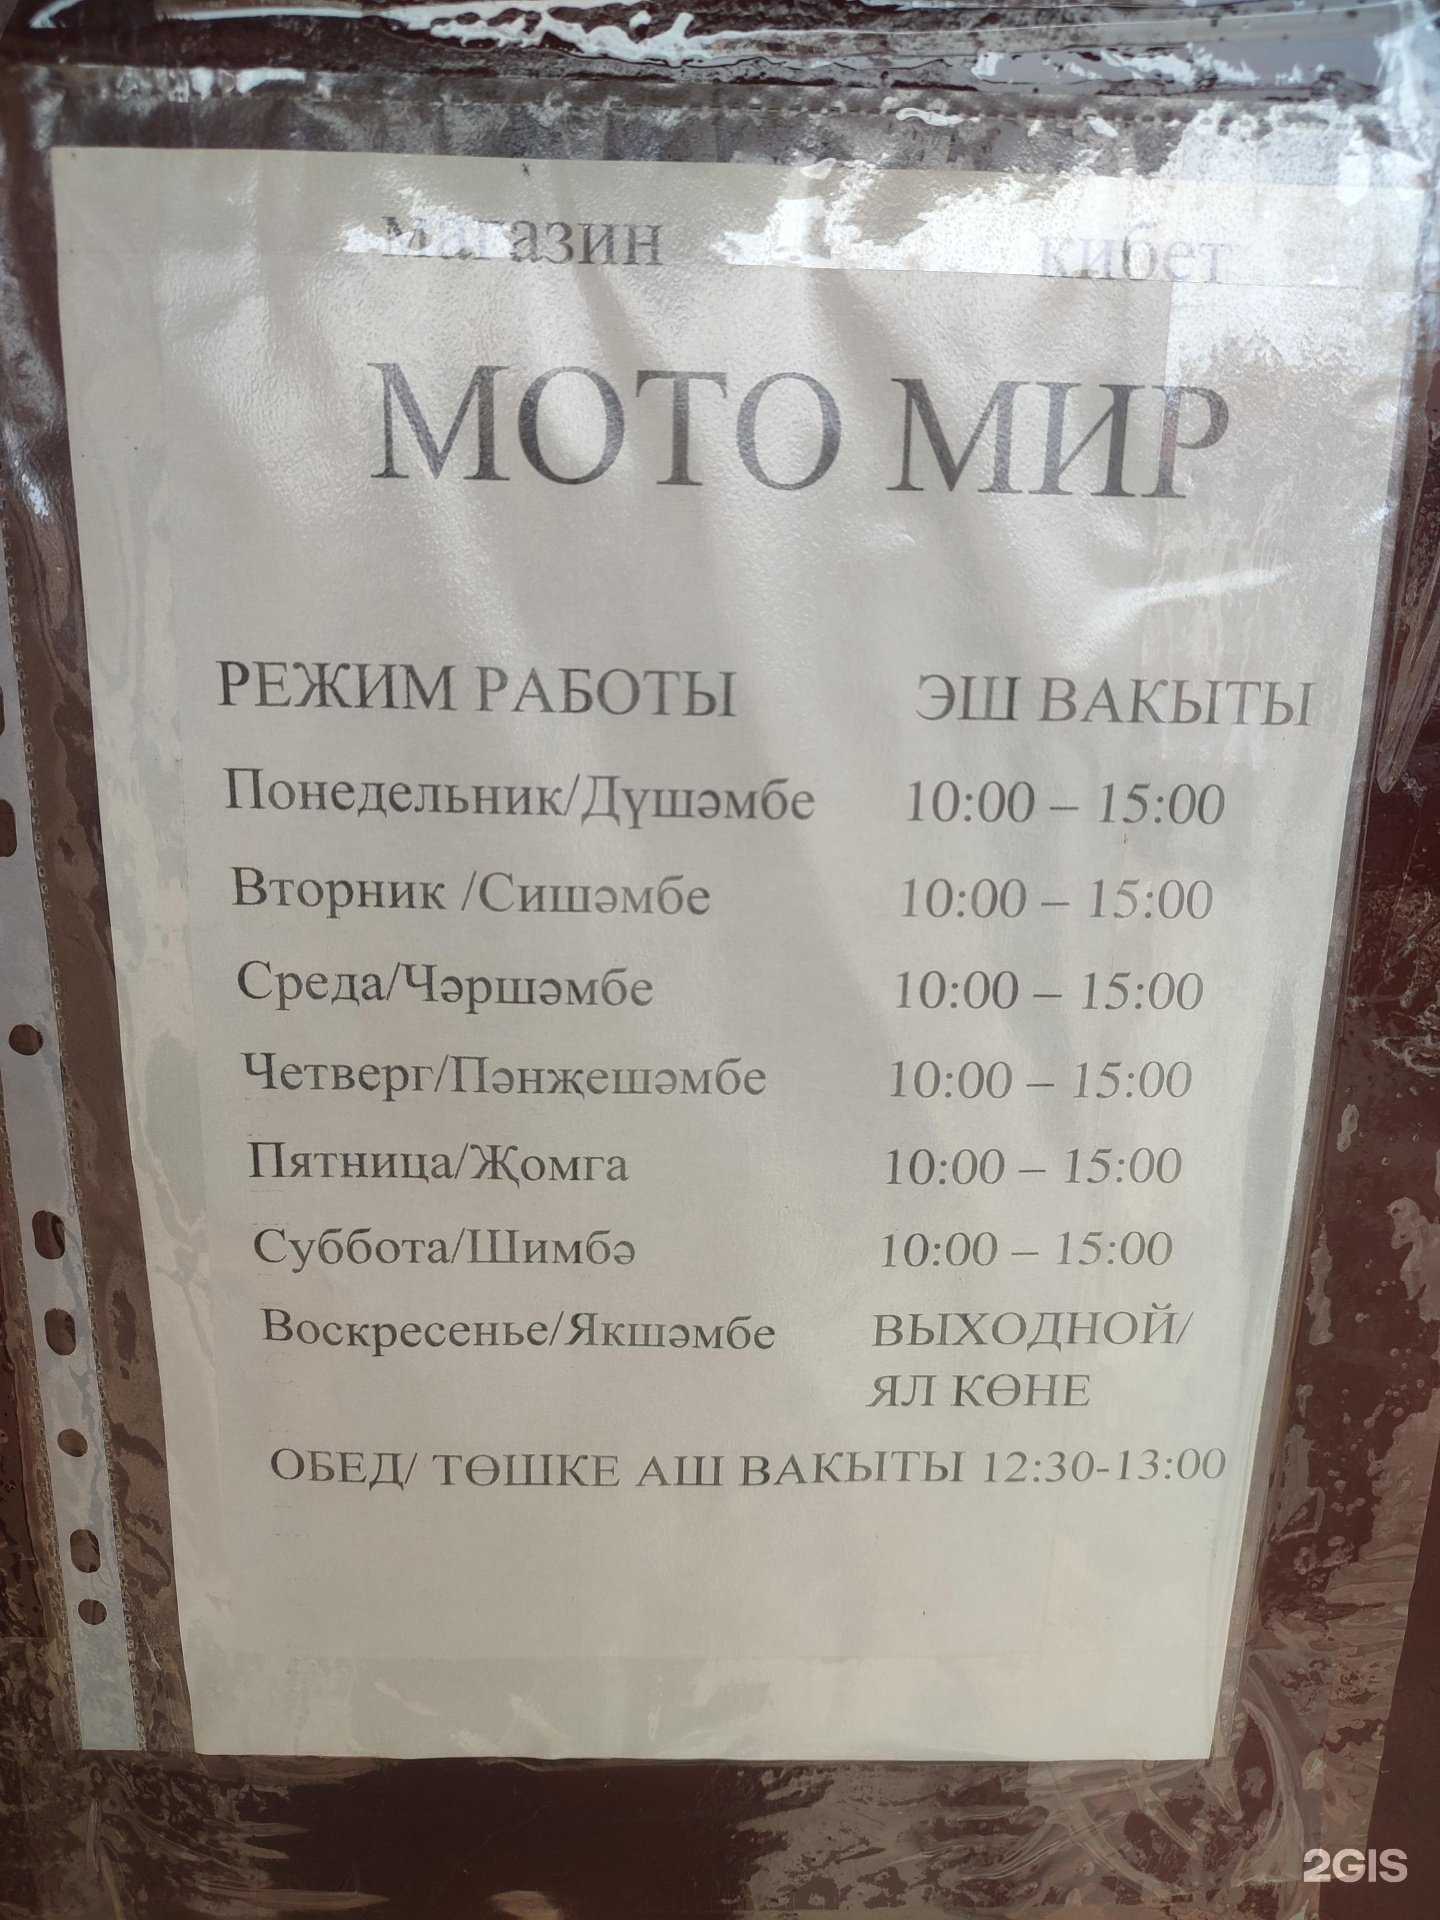 магазин кибет
МОТО МИР
РЕЖИМ РАБОТЫ ЭШ ВАКЫТЫ
Понедельник/Дүшәмбе 10:00 – 15:00
Вторник /Сишәмбе 10:00 – 15:00
Среда/Чәршәмбе 10:00 – 15:00
Четверг/Пәнҗешәмбе 10:00 – 15:00
Пятница/Җомга 10:00 – 15:00
Суббота/Шимбә 10:00 – 15:00
Воскресенье/Якшәмбе ВЫХОДНОЙ/
ЯЛ КӨНЕ
ОБЕД/ ТӨШКЕ АШ ВАКЫТЫ 12:30-13:00
2GIS